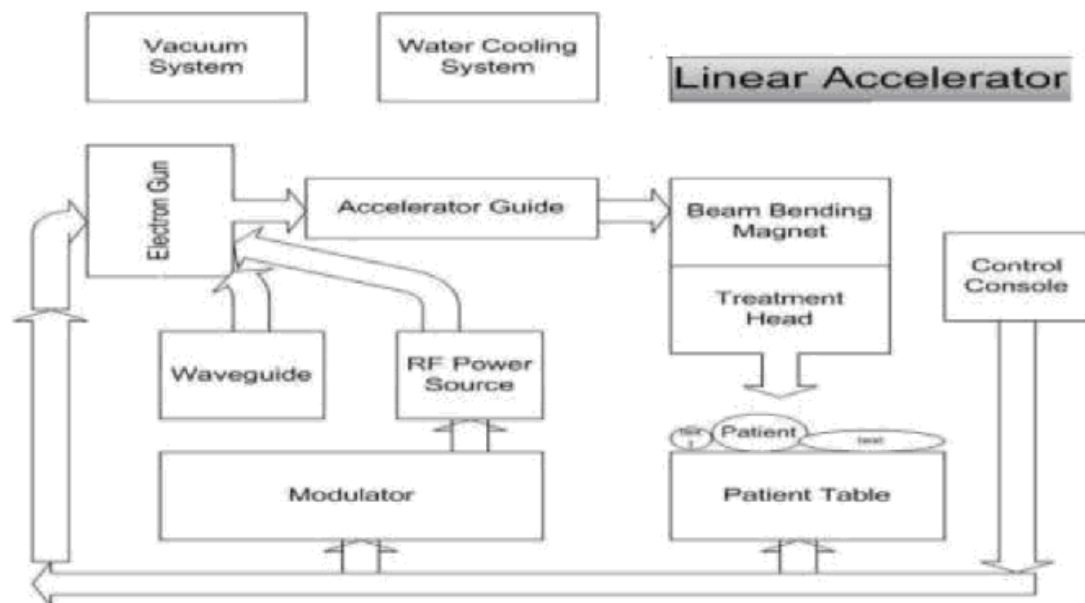 Vacuum
System
Water Cooling
System
Linear Accelerator
Electron Gun
Accelerator Guide
Beam Bending
Magnet
Control
Console
Treatment
Head
Waveguide
RF Power
Source
Patient
text
Modulator
Patient Table